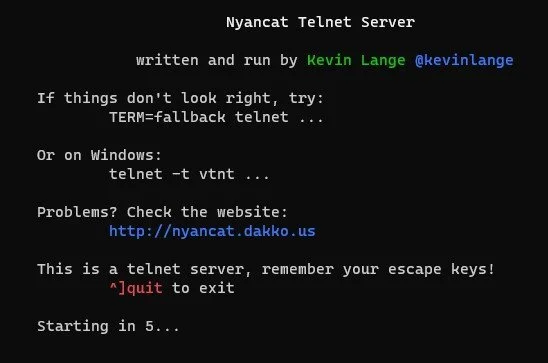 Nyancat Telnet Server
written and run by Kevin Lange @kevinlange
If things don't look right, try:
TERM=fallback telnet ...
Or on Windows:
telnet -t vtnt ...
Problems? Check the website:
http://nyancat.dakko.us
This is a telnet server, remember your escape keys!
^]quit to exit
Starting in 5...